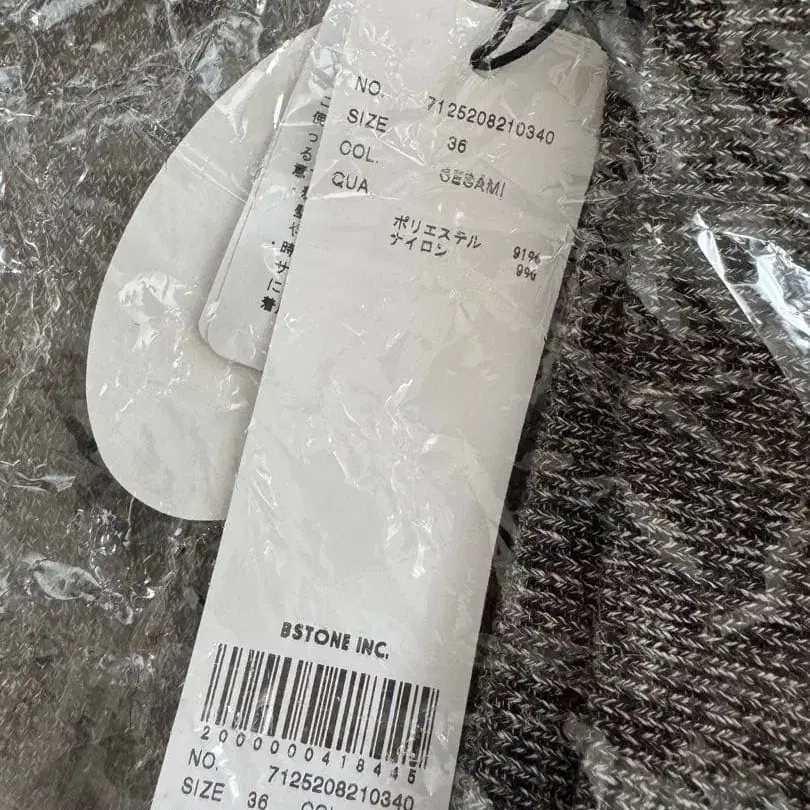 NO. 7125208210340
SIZE 36
COL. SESAMI
QUA
ポリエステル 91%
ナイロン 9%
BSTONE INC.
2000000418445
NO. 7125208210340
SIZE 36 COL